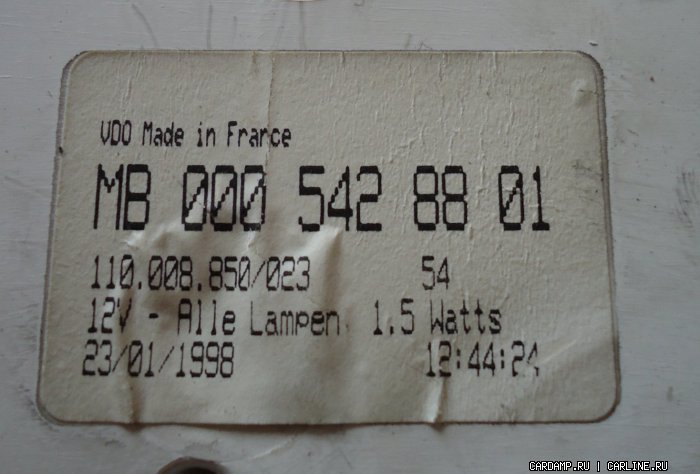 VDO Made in France
MB 000 542 88 01
110.008.850/023 54
12V - Alle Lampen 1.5 Watts
23/01/1998 12:44:24
CARDAMP.RU | CARLINE.RU